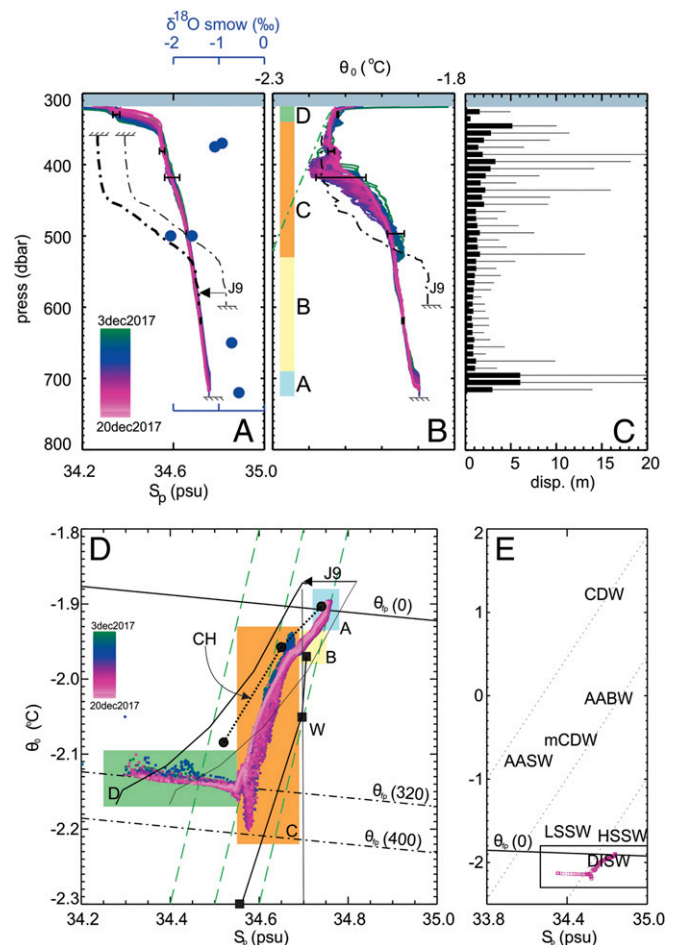 δ¹⁸O smow (‰)
-2 -1 0
θ₀ (°C)
-2.3 -1.8
300
400
500
600
700
800
press (dbar)
J9
3dec2017
20dec2017
A
34.2 34.6 35.0
Sₚ (psu)
D
C
B
A
J9
B
C
0 5 10 15 20
disp. (m)
D
-1.8
-1.9
-2.0
-2.1
-2.2
-2.3
θ₀ (°C)
3dec2017
20dec2017
J9
θfp(0)
A
B
CH
W
D
θfp(320)
C
θfp(400)
34.2 34.4 34.6 34.8 35.0
Sₚ (psu)
E
2
1
0
-1
-2
CDW
AABW
mCDW
AASW
LSSW
HSSW
θfp(0)
DISW
33.8 34.4 35.0
Sₚ (psu)